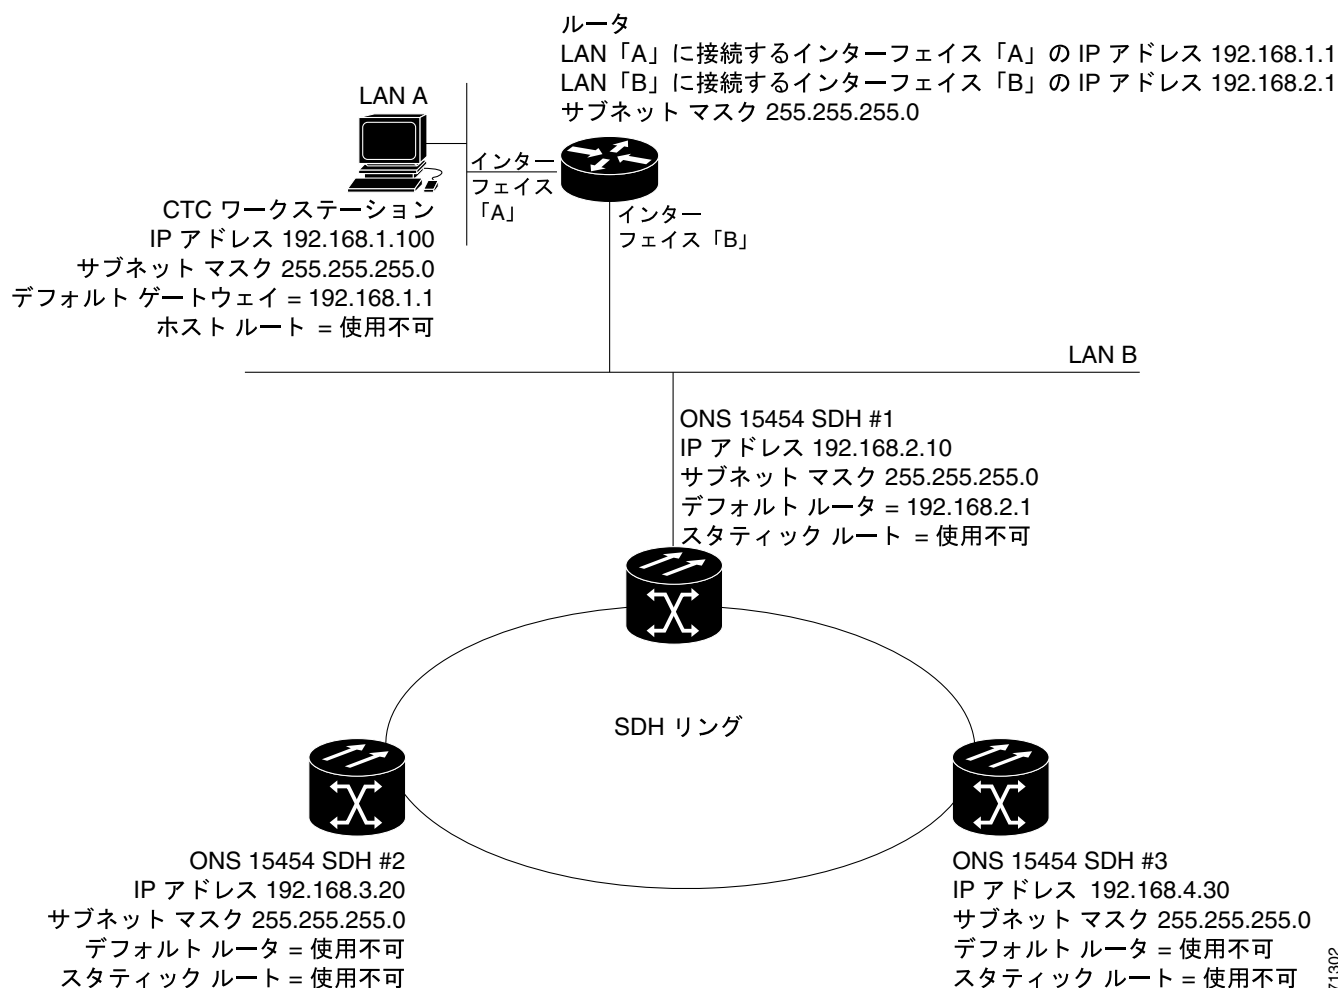 ルータ
LAN「A」に接続するインターフェイス「A」の IP アドレス 192.168.1.1
LAN「B」に接続するインターフェイス「B」の IP アドレス 192.168.2.1
サブネット マスク 255.255.255.0
LAN A
インター
フェイス
「A」
CTC ワークステーション
IP アドレス 192.168.1.100
サブネット マスク 255.255.255.0
デフォルト ゲートウェイ = 192.168.1.1
ホスト ルート = 使用不可
インター
フェイス「B」
LAN B
ONS 15454 SDH #1
IP アドレス 192.168.2.10
サブネット マスク 255.255.255.0
デフォルト ルータ = 192.168.2.1
スタティック ルート = 使用不可
SDH リング
ONS 15454 SDH #2
IP アドレス 192.168.3.20
サブネット マスク 255.255.255.0
デフォルト ルータ = 使用不可
スタティック ルート = 使用不可
ONS 15454 SDH #3
IP アドレス 192.168.4.30
サブネット マスク 255.255.255.0
デフォルト ルータ = 使用不可
スタティック ルート = 使用不可
71302